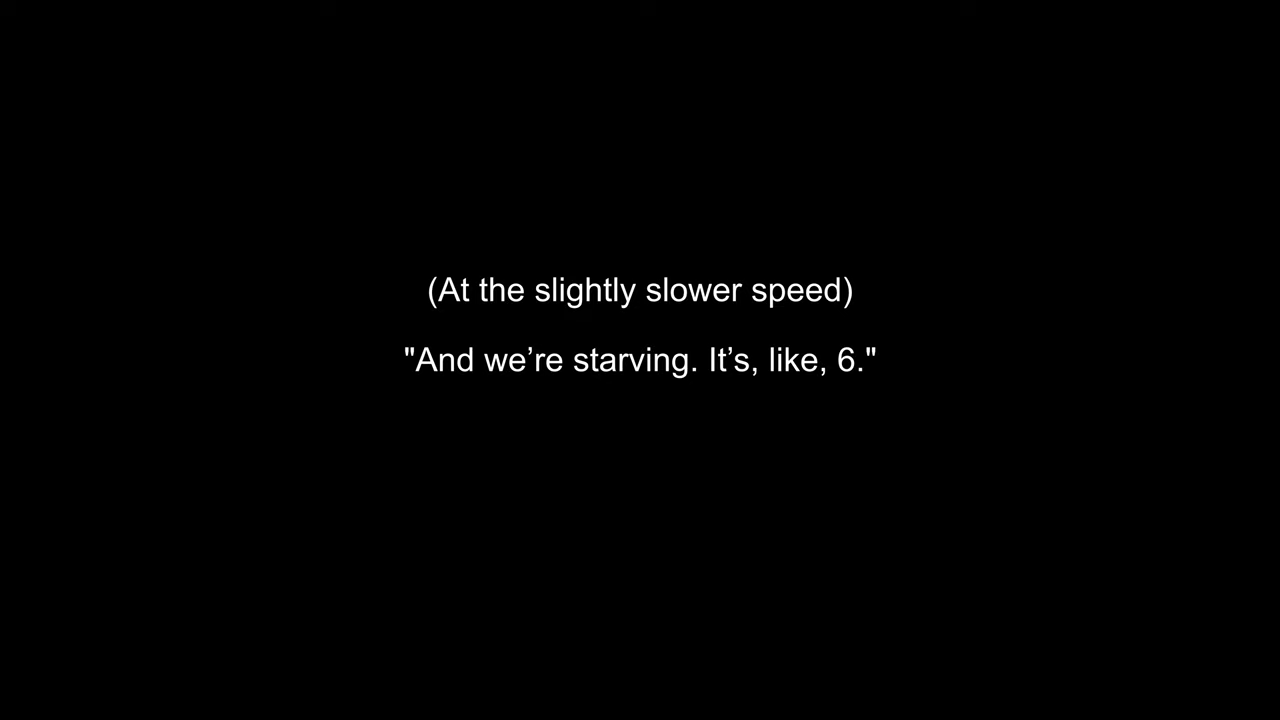 (At the slightly slower speed)
"And we’re starving. It’s, like, 6."